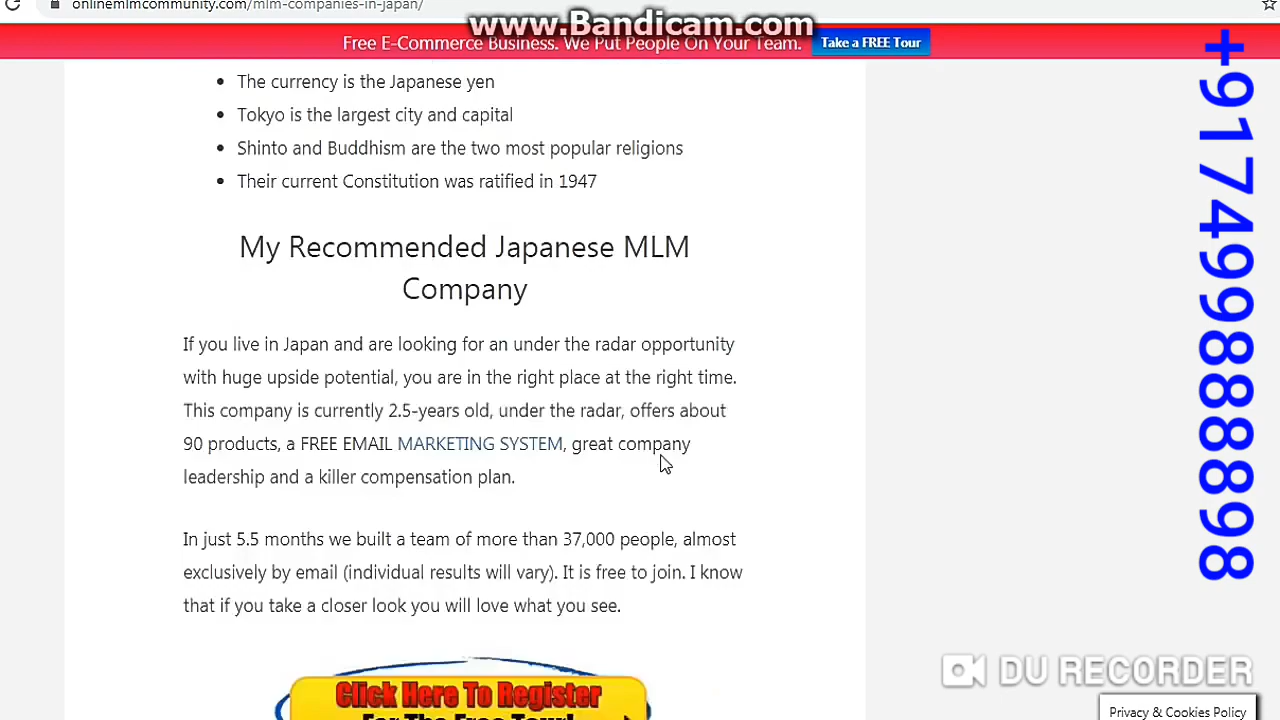 onlinemlmcommunity.com/mlm-companies-in-japan/
www.Bandicam.com
Free E-Commerce Business. We Put People On Your Team.
Take a FREE Tour
The currency is the Japanese yen
Tokyo is the largest city and capital
Shinto and Buddhism are the two most popular religions
Their current Constitution was ratified in 1947
My Recommended Japanese MLM
Company
If you live in Japan and are looking for an under the radar opportunity
with huge upside potential, you are in the right place at the right time.
This company is currently 2.5-years old, under the radar, offers about
90 products, a FREE EMAIL MARKETING SYSTEM, great company
leadership and a killer compensation plan.
In just 5.5 months we built a team of more than 37,000 people, almost
exclusively by email (individual results will vary). It is free to join. I know
that if you take a closer look you will love what you see.
Click Here To Register
For The Free Tour!
+917499888898
DU RECORDER
Privacy & Cookies Policy